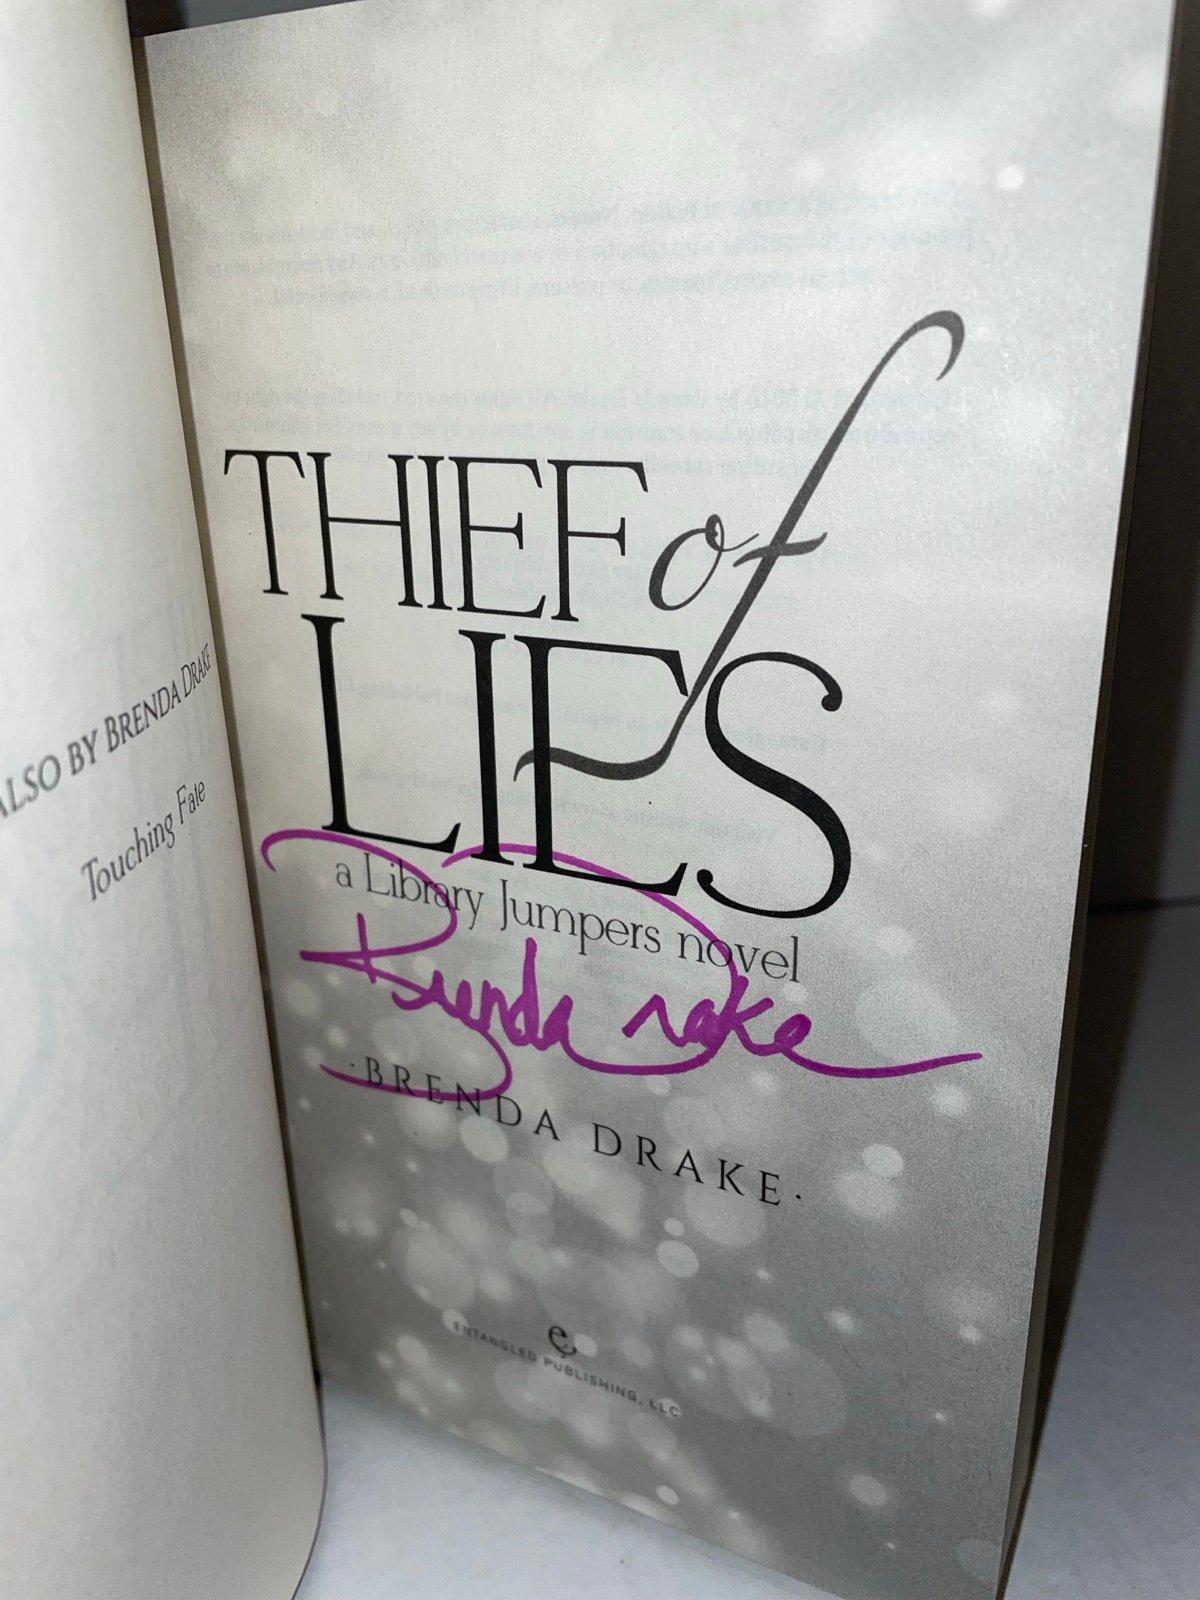 ALSO BY BRENDA DRAKE
Touching Fate
THIEF of
LIES
a Library Jumpers novel
Brenda Drake
·BRENDA DRAKE·
e
ENTANGLED PUBLISHING, LLC